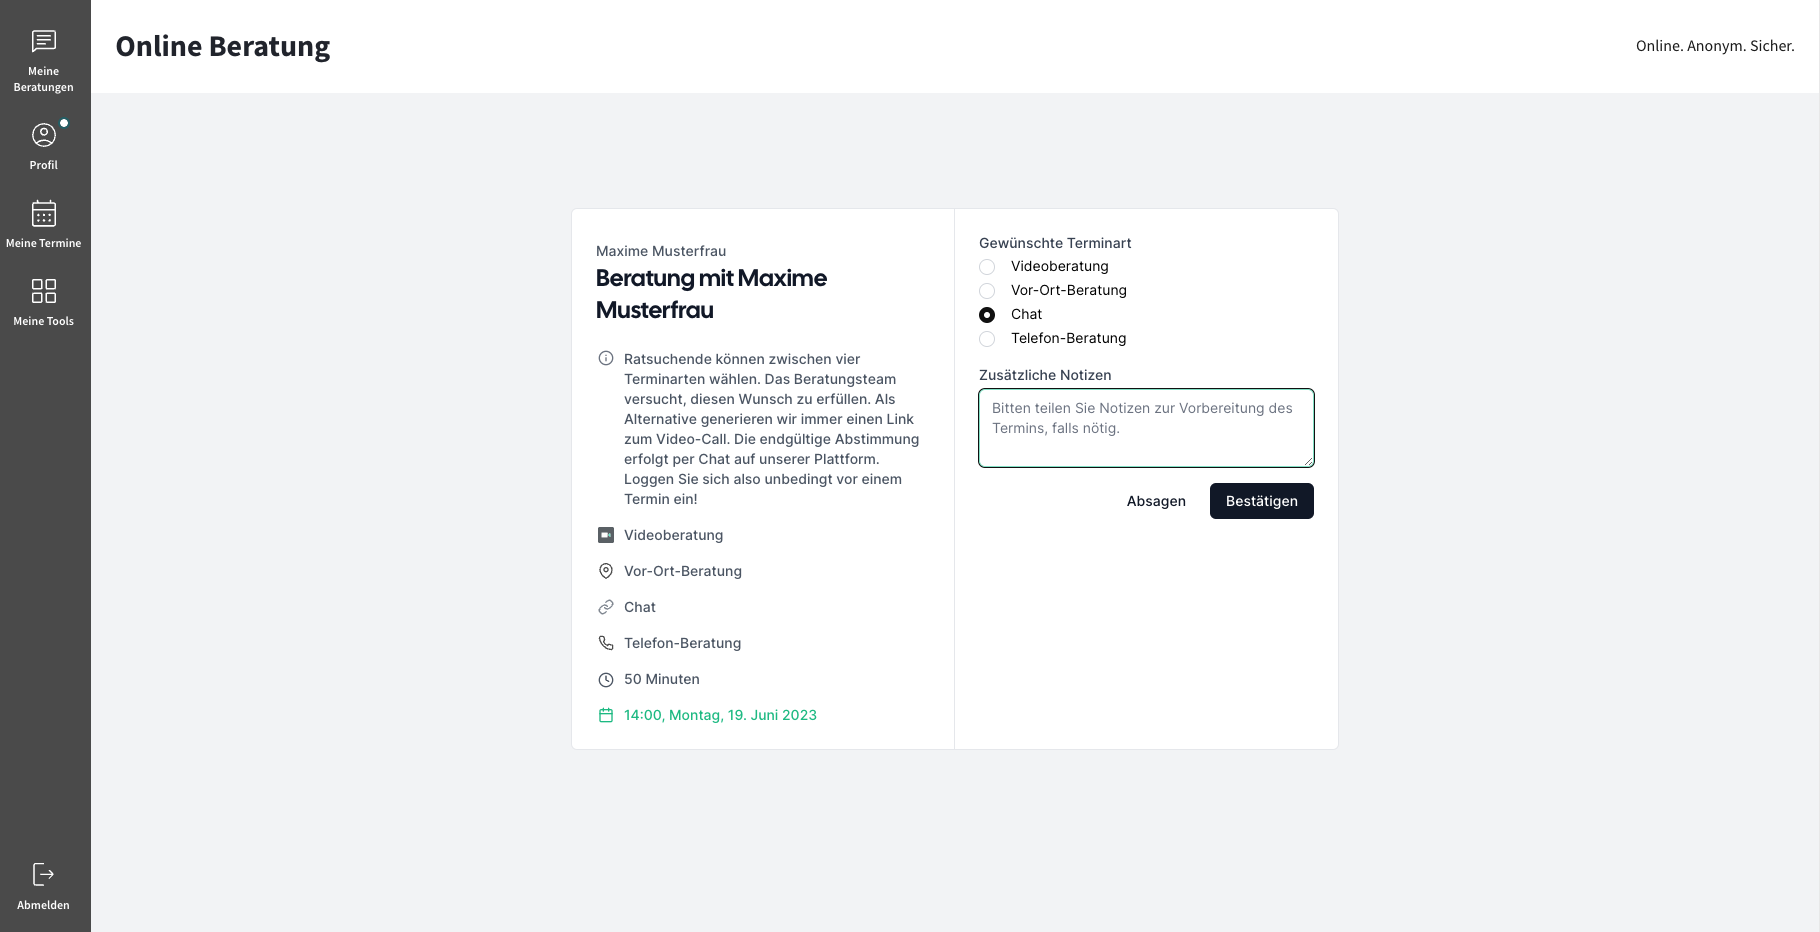 Meine
Beratungen
Profil
Meine Termine
Meine Tools
Abmelden
Online Beratung
Online. Anonym. Sicher.
Maxime Musterfrau
Beratung mit Maxime
Musterfrau
Ratsuchende können zwischen vier
Terminarten wählen. Das Beratungsteam
versucht, diesen Wunsch zu erfüllen. Als
Alternative generieren wir immer einen Link
zum Video-Call. Die endgültige Abstimmung
erfolgt per Chat auf unserer Plattform.
Loggen Sie sich also unbedingt vor einem
Termin ein!
Videoberatung
Vor-Ort-Beratung
Chat
Telefon-Beratung
50 Minuten
14:00, Montag, 19. Juni 2023
Gewünschte Terminart
Videoberatung
Vor-Ort-Beratung
Chat
Telefon-Beratung
Zusätzliche Notizen
Bitten teilen Sie Notizen zur Vorbereitung des
Termins, falls nötig.
Absagen
Bestätigen